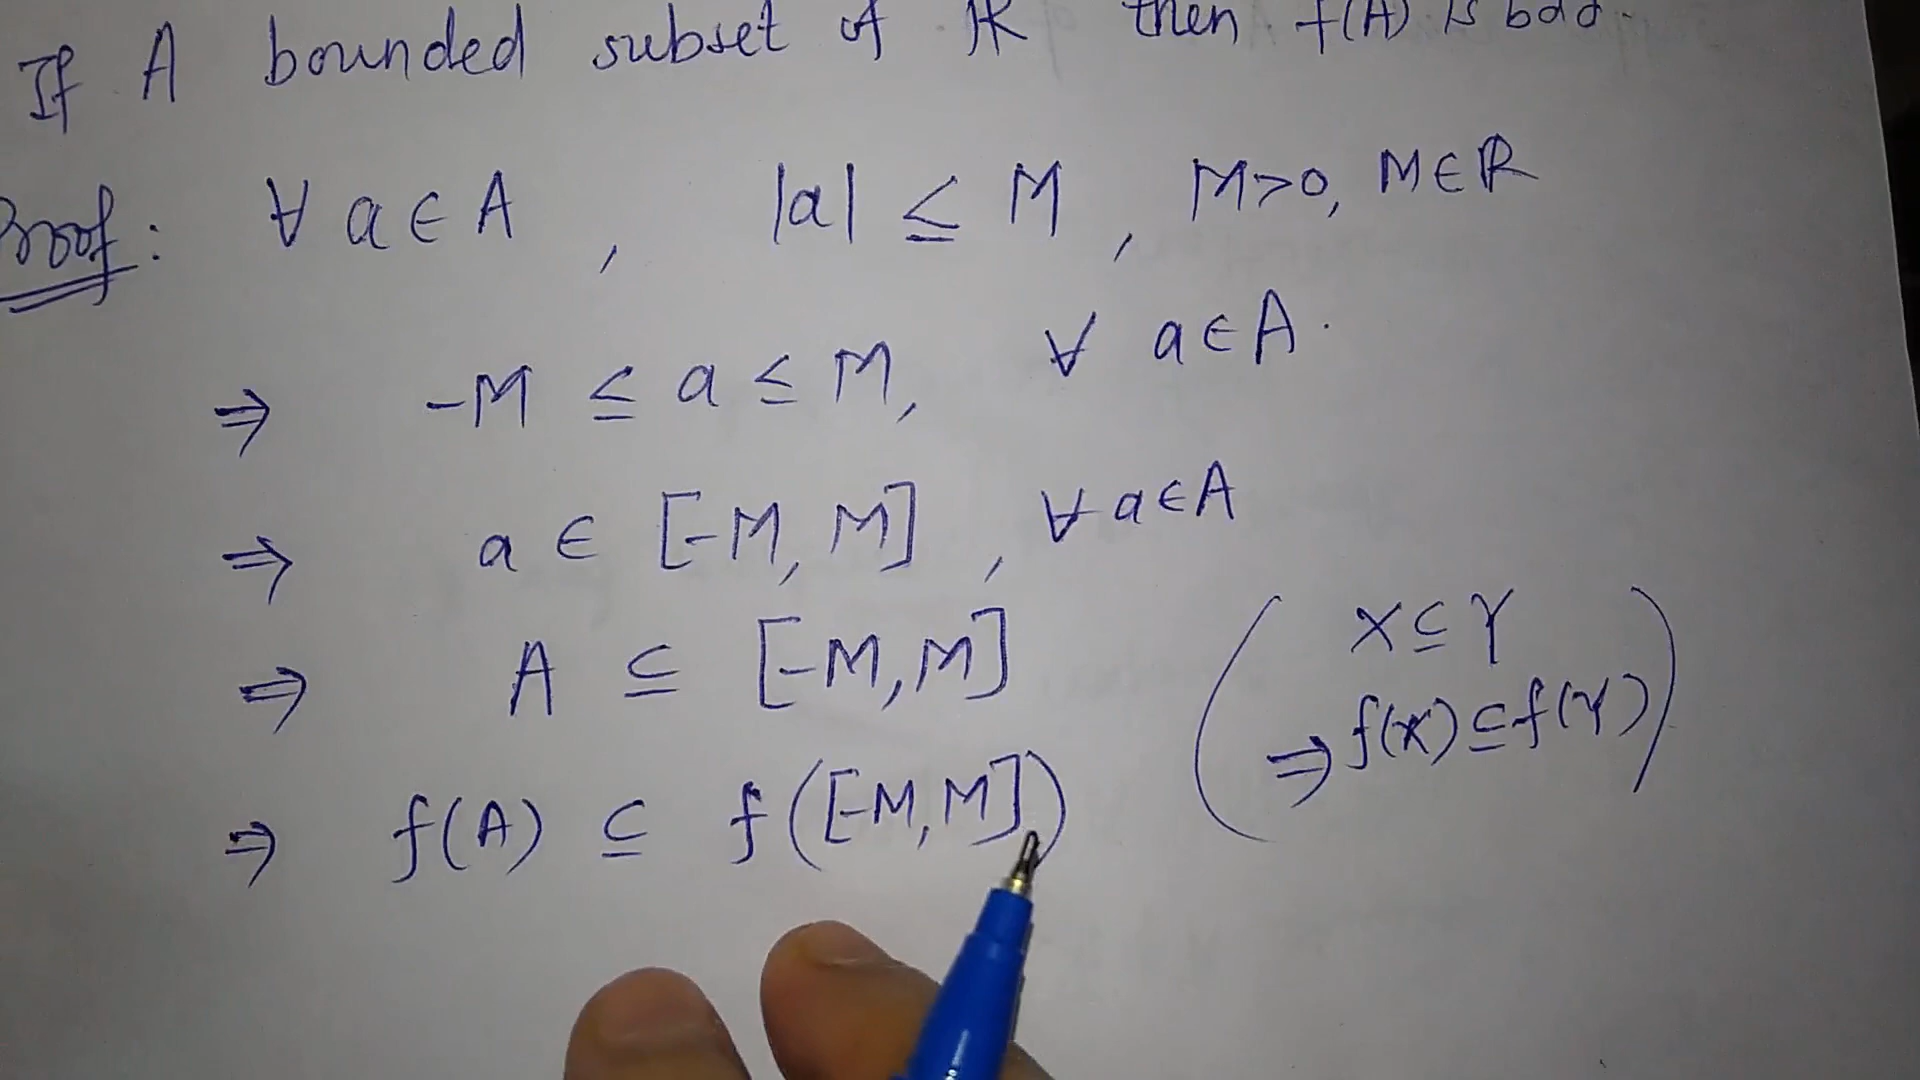 If A bounded subset of ℝ then f(A) is bdd.
Proof: ∀ a ∈ A, |a| ≤ M, M>0, M∈ℝ
⇒ -M ≤ a ≤ M, ∀ a∈A.
⇒ a ∈ [-M, M], ∀ a∈A
⇒ A ⊆ [-M, M]
(X ⊆ Y
⇒ f(X) ⊆ f(Y))
⇒ f(A) ⊆ f([-M, M])